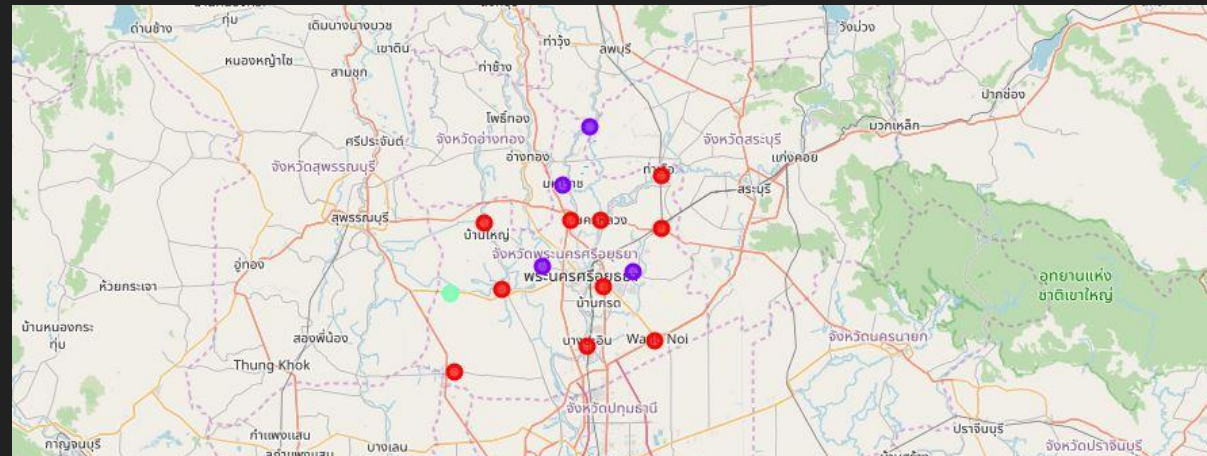 ด่านช้าง
เดิมบางนางบวช
เขาดิน
ท่าวุ้ง
ลพบุรี
วังม่วง
หนองหญ้าไซ
สามชุก
ท่าช้าง
ปากช่อง
โพธิ์ทอง
มวกเหล็ก
ศรีประจันต์
จังหวัดอ่างทอง
จังหวัดสระบุรี
อ่างทอง
แก่งคอย
จังหวัดสุพรรณบุรี
สระบุรี
สุพรรณบุรี
บ้านใหญ่
จังหวัดพระนครศรีอยุธยา
อู่ทอง
อุทยานแห่ง
ชาติเขาใหญ่
ห้วยกระเจา
บ้านกรด
บ้านหนองกระ
ทุ่ม
สองพี่น้อง
Noi
จังหวัดนครนายก
Thung Khok
จังหวัดปทุมธานี
กำแพงแสน
บางเลน
กาญจนบุรี
ปราจีนบุรี
จังหวัดปราจีนบุรี